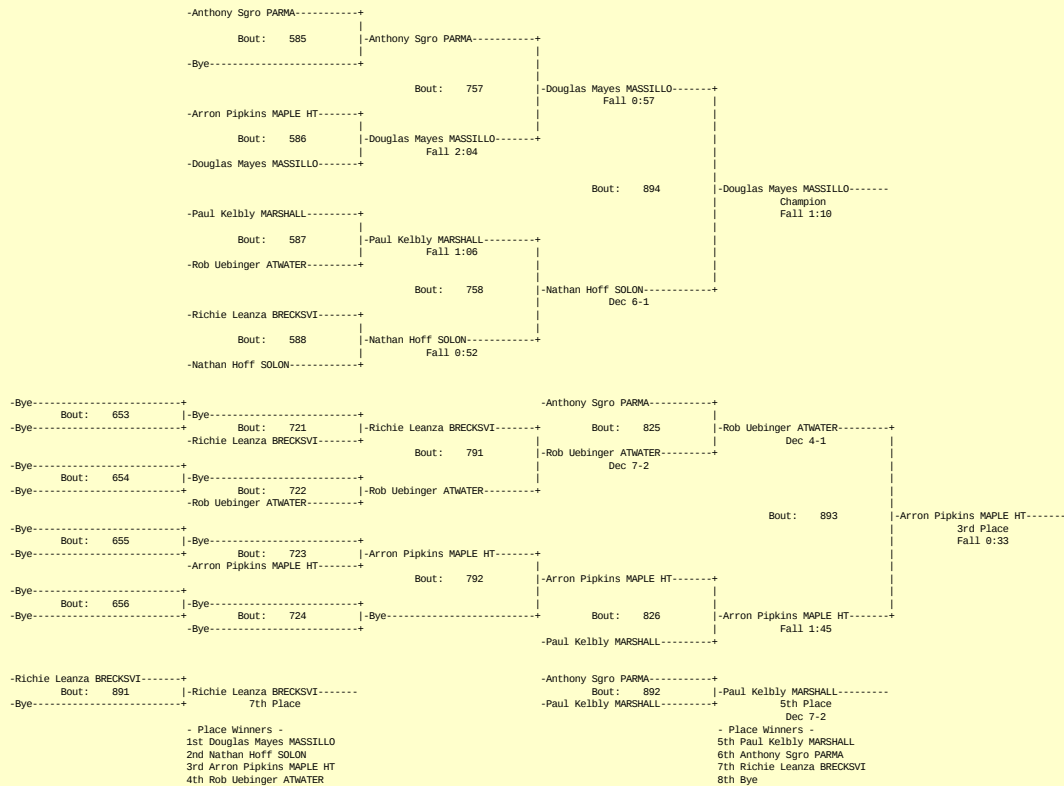 -Anthony Sgro PARMA-----------+
Bout: 585 |-Anthony Sgro PARMA-----------+
-Bye--------------------------+
Bout: 757 |-Douglas Mayes MASSILLO-------+
Fall 0:57
-Arron Pipkins MAPLE HT-------+
Bout: 586 |-Douglas Mayes MASSILLO-------+
Fall 2:04
-Douglas Mayes MASSILLO-------+
Bout: 894 |-Douglas Mayes MASSILLO-------
Champion
-Paul Kelbly MARSHALL---------+ Fall 1:10
Bout: 587 |-Paul Kelbly MARSHALL---------+
Fall 1:06
-Rob Uebinger ATWATER---------+
Bout: 758 |-Nathan Hoff SOLON------------+
Dec 6-1
-Richie Leanza BRECKSVI-------+
Bout: 588 |-Nathan Hoff SOLON------------+
Fall 0:52
-Nathan Hoff SOLON------------+
-Bye--------------------------+ -Anthony Sgro PARMA-----------+
Bout: 653 |-Bye--------------------------+
-Bye--------------------------+ Bout: 721 |-Richie Leanza BRECKSVI-------+ Bout: 825 |-Rob Uebinger ATWATER---------+
-Richie Leanza BRECKSVI-------+ Dec 4-1
Bout: 791 |-Rob Uebinger ATWATER---------+
-Bye--------------------------+ Dec 7-2
Bout: 654 |-Bye--------------------------+
-Bye--------------------------+ Bout: 722 |-Rob Uebinger ATWATER---------+
-Rob Uebinger ATWATER---------+
Bout: 893 |-Arron Pipkins MAPLE HT-------
-Bye--------------------------+ 3rd Place
Bout: 655 |-Bye--------------------------+ Fall 0:33
-Bye--------------------------+ Bout: 723 |-Arron Pipkins MAPLE HT-------+
-Arron Pipkins MAPLE HT-------+
Bout: 792 |-Arron Pipkins MAPLE HT-------+
-Bye--------------------------+
Bout: 656 |-Bye--------------------------+
-Bye--------------------------+ Bout: 724 |-Bye--------------------------+ Bout: 826 |-Arron Pipkins MAPLE HT-------+
-Bye--------------------------+ Fall 1:45
-Paul Kelbly MARSHALL---------+
-Richie Leanza BRECKSVI-------+ -Anthony Sgro PARMA-----------+
Bout: 891 |-Richie Leanza BRECKSVI------- Bout: 892 |-Paul Kelbly MARSHALL---------
-Bye--------------------------+ 7th Place -Paul Kelbly MARSHALL---------+ 5th Place
Dec 7-2
- Place Winners - - Place Winners -
1st Douglas Mayes MASSILLO 5th Paul Kelbly MARSHALL
2nd Nathan Hoff SOLON 6th Anthony Sgro PARMA
3rd Arron Pipkins MAPLE HT 7th Richie Leanza BRECKSVI
4th Rob Uebinger ATWATER 8th Bye